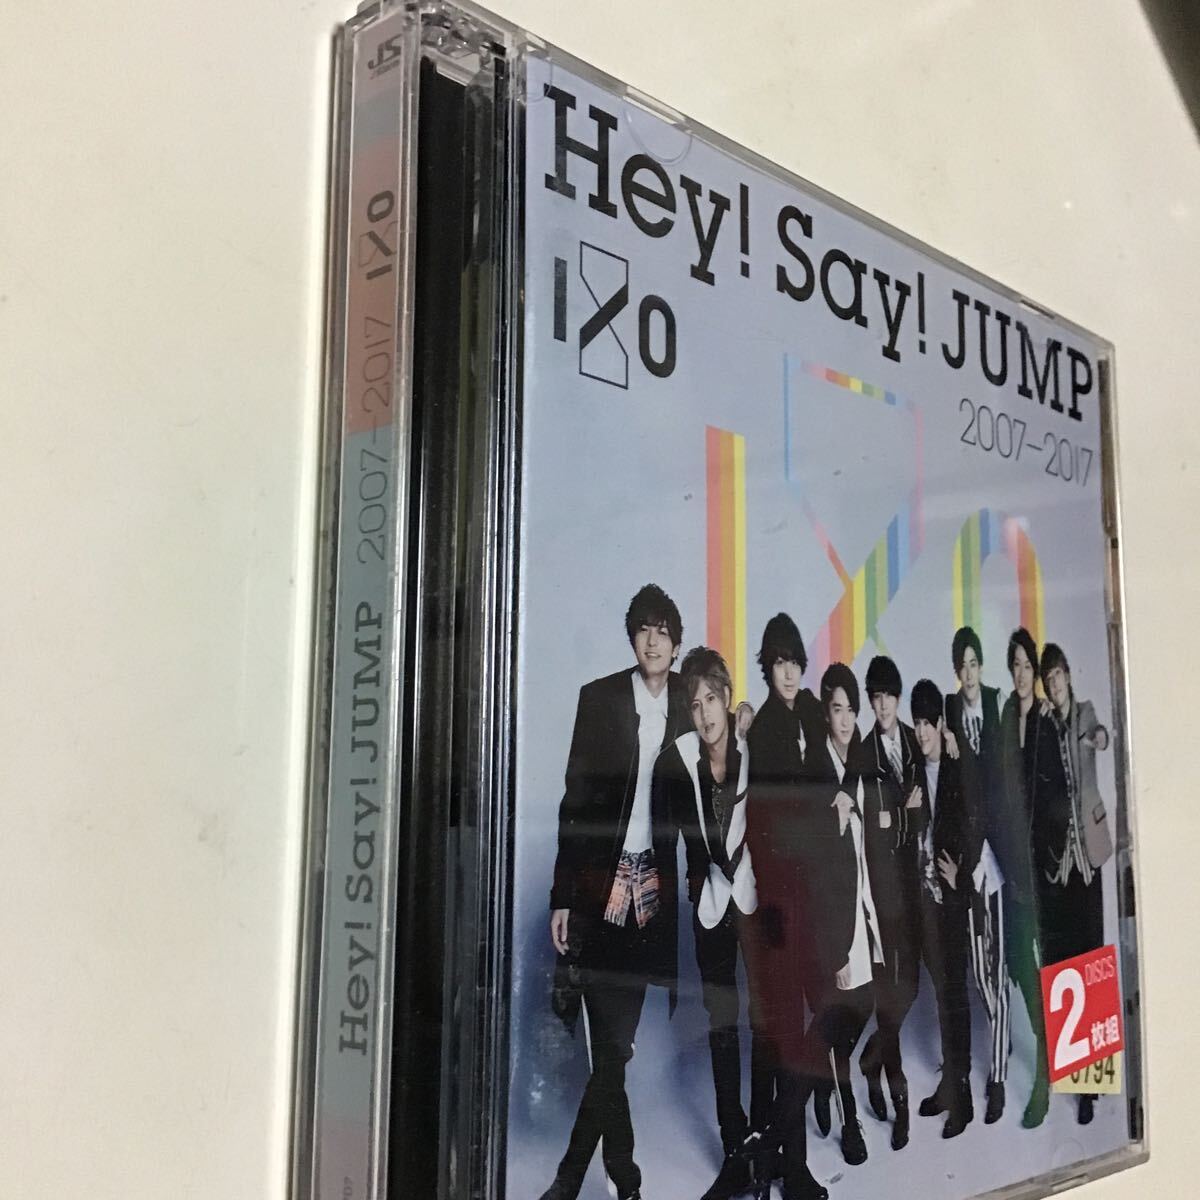 Hey! Say! JUMP
I/O
2007-2017
2
DISCS
枚組
0794
Hey! Say! JUMP 2007-2017 I/O